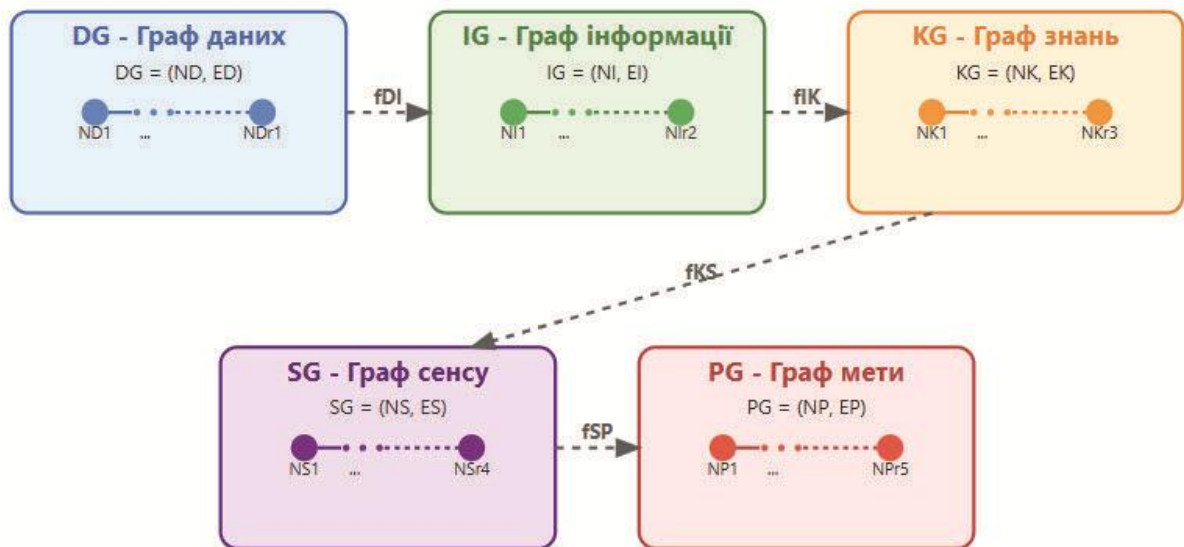 DG - Граф даних
DG = (ND, ED)
ND1 ... NDr1
fDI
IG - Граф інформації
IG = (NI, EI)
NI1 ... NIr2
fIK
KG - Граф знань
KG = (NK, EK)
NK1 ... NKr3
fKS
SG - Граф сенсу
SG = (NS, ES)
NS1 ... NSr4
fSP
PG - Граф мети
PG = (NP, EP)
NP1 ... NPr5